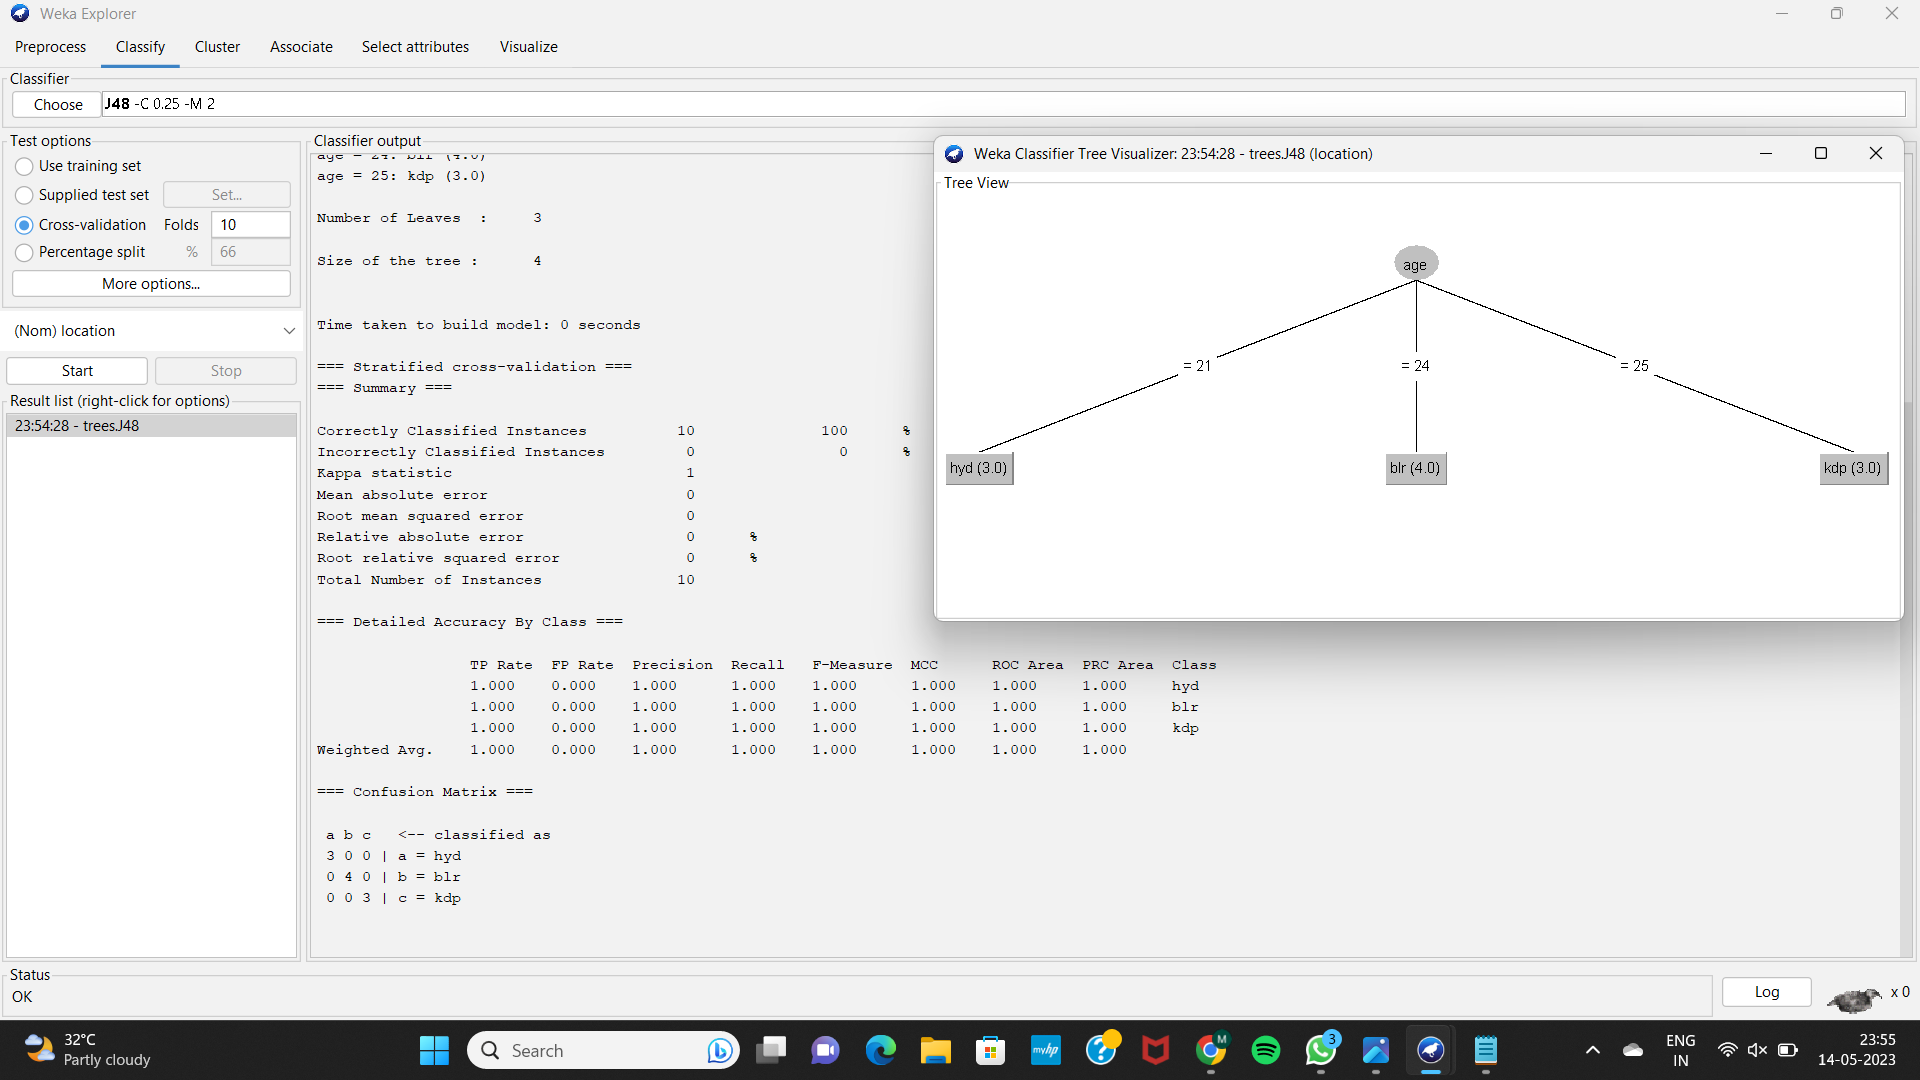 Weka Explorer
Preprocess Classify Cluster Associate Select attributes Visualize
Classifier
Choose J48 -C 0.25 -M 2
Test options
Use training set
Supplied test set Set...
Cross-validation Folds 10
Percentage split % 66
More options...
(Nom) location
Start Stop
Result list (right-click for options)
23:54:28 - trees.J48
Classifier output
age = 24: blr (4.0)
age = 25: kdp (3.0)
Number of Leaves : 3
Size of the tree : 4
Time taken to build model: 0 seconds
=== Stratified cross-validation ===
=== Summary ===
Correctly Classified Instances 10 100 %
Incorrectly Classified Instances 0 0 %
Kappa statistic 1
Mean absolute error 0
Root mean squared error 0
Relative absolute error 0 %
Root relative squared error 0 %
Total Number of Instances 10
=== Detailed Accuracy By Class ===
TP Rate FP Rate Precision Recall F-Measure MCC ROC Area PRC Area Class
1.000 0.000 1.000 1.000 1.000 1.000 1.000 1.000 hyd
1.000 0.000 1.000 1.000 1.000 1.000 1.000 1.000 blr
1.000 0.000 1.000 1.000 1.000 1.000 1.000 1.000 kdp
Weighted Avg. 1.000 0.000 1.000 1.000 1.000 1.000 1.000 1.000
=== Confusion Matrix ===
a b c <-- classified as
3 0 0 | a = hyd
0 4 0 | b = blr
0 0 3 | c = kdp
Weka Classifier Tree Visualizer: 23:54:28 - trees.J48 (location)
Tree View
age
= 21 = 24 = 25
hyd (3.0) blr (4.0) kdp (3.0)
Status
OK
Log x 0
32°C
Partly cloudy
Search
myhp
M
3
ENG
IN
23:55
14-05-2023